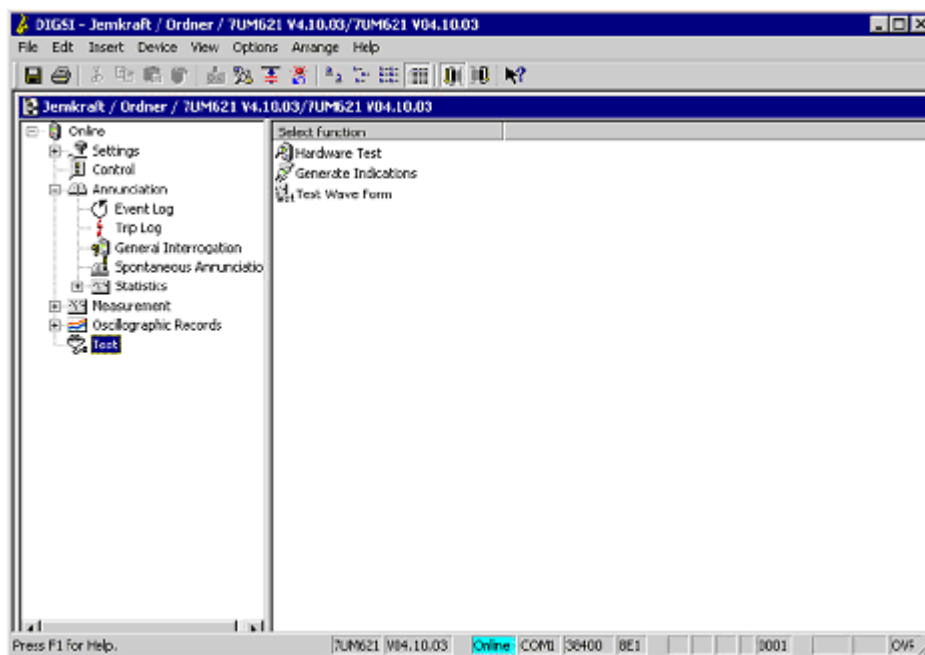 DIGSI - Jemkraft / Ordner / 7UM621 V4.10.03/7UM621 V04.10.03
File Edt Insert Device View Options Arrange Help
Jemkraft / Ordner / 7UM621 V4.10.03/7UM621 V04.10.03
Online
Settings
Control
Annunciation
Event Log
Trip Log
General Interrogation
Spontaneous Annunciatio
Statistics
Measurement
Oscillographic Records
Test
Select function
Hardware Test
Generate Indications
Test Wave Form
Press F1 for Help.
7UM621 V04.10.03 Online COM1 38400 8E1 0001